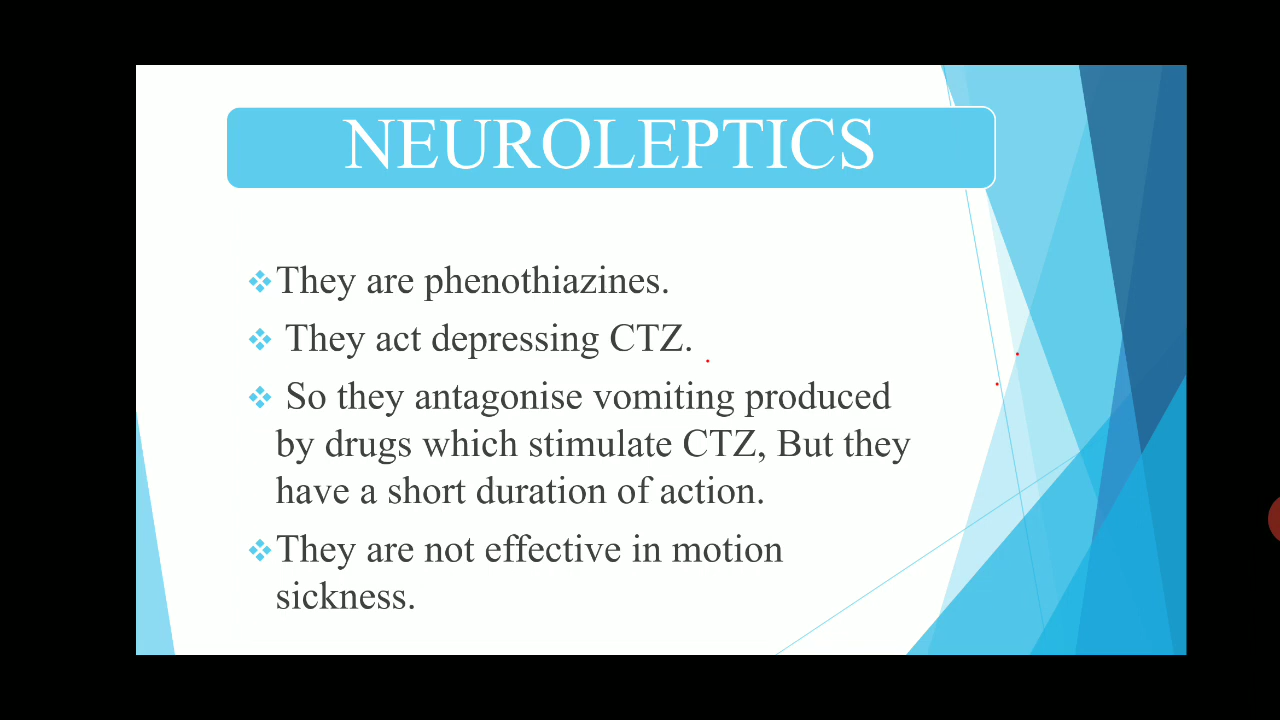 NEUROLEPTICS
They are phenothiazines.
They act depressing CTZ.
So they antagonise vomiting produced
by drugs which stimulate CTZ, But they
have a short duration of action.
They are not effective in motion
sickness.